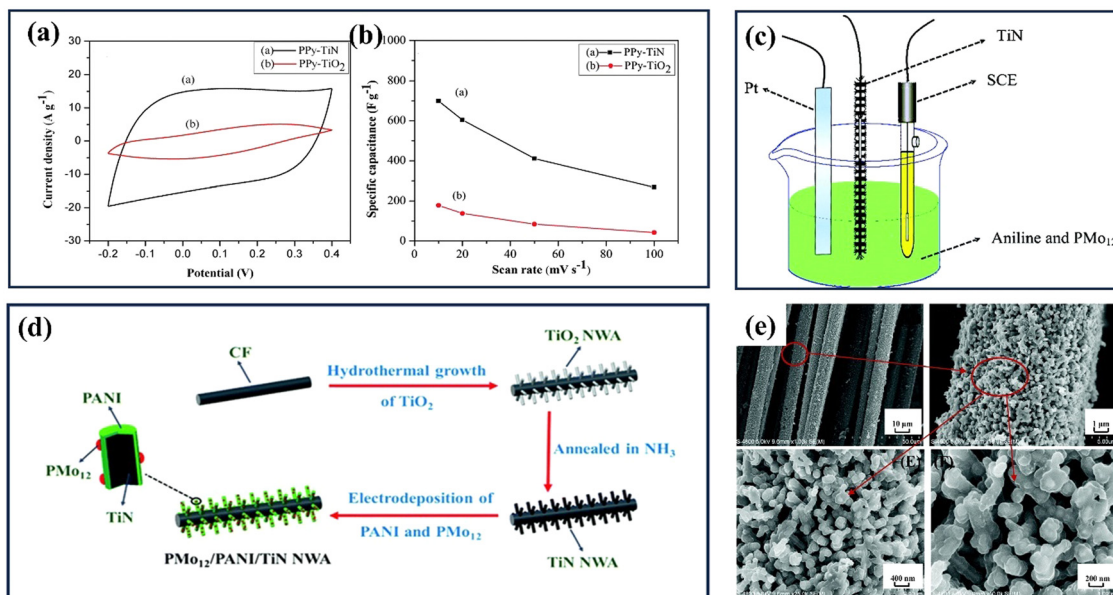 (a)
30
25
20
15
10
5
0
-5
-10
-20
-30
-0.2
-0.1
0.0
0.1
0.2
0.3
0.4
Current density (A g-1)
Potential (V)
(a) PPy-TiN
(b) PPy-TiO2
(a)
(b)
(b)
1000
800
600
400
200
0
0
20
40
60
80
100
Specific capacitance (F g-1)
Scan rate (mV s-1)
(a) PPy-TiN
(b) PPy-TiO2
(a)
(b)
(c)
TiN
SCE
Pt
Aniline and PMo12
(d)
CF
TiO2 NWA
Hydrothermal growth
of TiO2
PANI
PMo12
TiN
Annealed in NH3
Electrodeposition of
PANI and PMo12
PMo12/PANI/TiN NWA
TiN NWA
(e)
10 μm
1 μm
(E)
400 nm
200 nm